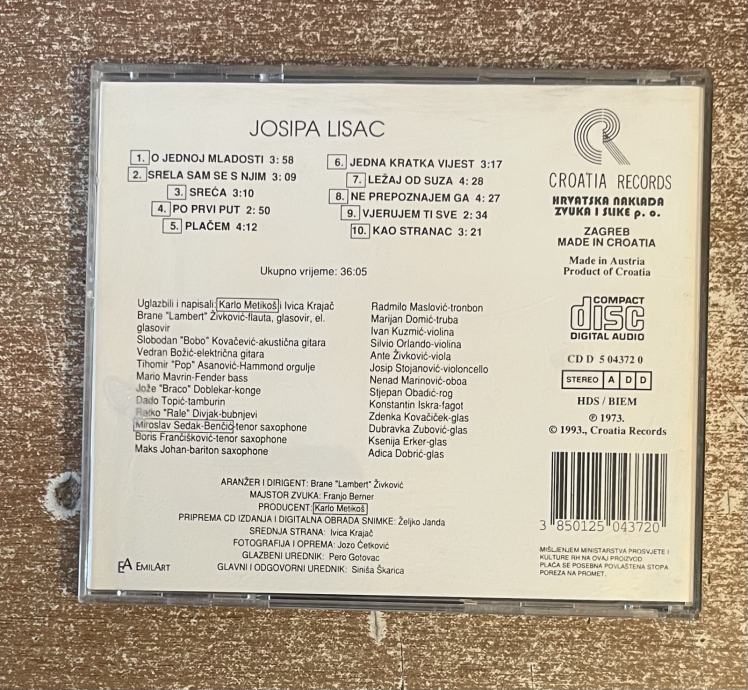 JOSIPA LISAC
1. O JEDNOJ MLADOSTI 3:58
2. SRELA SAM SE S NJIM 3:09
3. SREĆA 3:10
4. PO PRVI PUT 2:50
5. PLAČEM 4:12
6. JEDNA KRATKA VIJEST 3:17
7. LEŽAJ OD SUZA 4:28
8. NE PREPOZNAJEM GA 4:27
9. VJERUJEM TI SVE 2:34
10. KAO STRANAC 3:21
Ukupno vrijeme: 36:05
Uglazbili i napisali: Karlo Metikoš i Ivica Krajač
Brane "Lambert" Živković-flauta, glasovir, el.
glasovir
Slobodan "Bobo" Kovačević-akustična gitara
Vedran Božić-električna gitara
Tihomir "Pop" Asanović-Hammond orgulje
Mario Mavrin-Fender bass
Jože "Braco" Doblekar-konge
Dado Topić-tamburin
Ratko "Rale" Divjak-bubnjevi
Miroslav Sedak-Benčić-tenor saxophone
Boris Frančišković-tenor saxophone
Maks Johan-bariton saxophone
Radmilo Maslović-tronbon
Marijan Domić-truba
Ivan Kuzmić-violina
Silvio Orlando-violina
Ante Živković-viola
Josip Stojanović-violoncello
Nenad Marinović-oboa
Stjepan Obadić-rog
Konstantin Iskra-fagot
Zdenka Kovačiček-glas
Dubravka Zubović-glas
Ksenija Erker-glas
Adica Dobrić-glas
ARANŽER I DIRIGENT: Brane "Lambert" Živković
MAJSTOR ZVUKA: Franjo Berner
PRODUCENT: Karlo Metikoš
PRIPREMA CD IZDANJA I DIGITALNA OBRADA SNIMKE: Željko Janda
SREDNJA STRANA: Ivica Krajač
FOTOGRAFIJA I OPREMA: Jozo Ćetković
GLAZBENI UREDNIK: Pero Gotovac
GLAVNI I ODGOVORNI UREDNIK: Siniša Škarica
EA EMILART
CROATIA RECORDS
HRVATSKA NAKLADA
ZVUKA I SLIKE p. o.
ZAGREB
MADE IN CROATIA
Made in Austria
Product of Croatia
COMPACT
disc
DIGITAL AUDIO
CD D 5 04372 0
STEREO A D D
HDS / BIEM
℗ 1973.
© 1993., Croatia Records
3 850125 043720
MIŠLJENJEM MINISTARSTVA PROSVJETE I
KULTURE RH NA OVAJ PROIZVOD
PLAĆA SE POSEBNA POVLAŠTENA STOPA
POREZA NA PROMET.